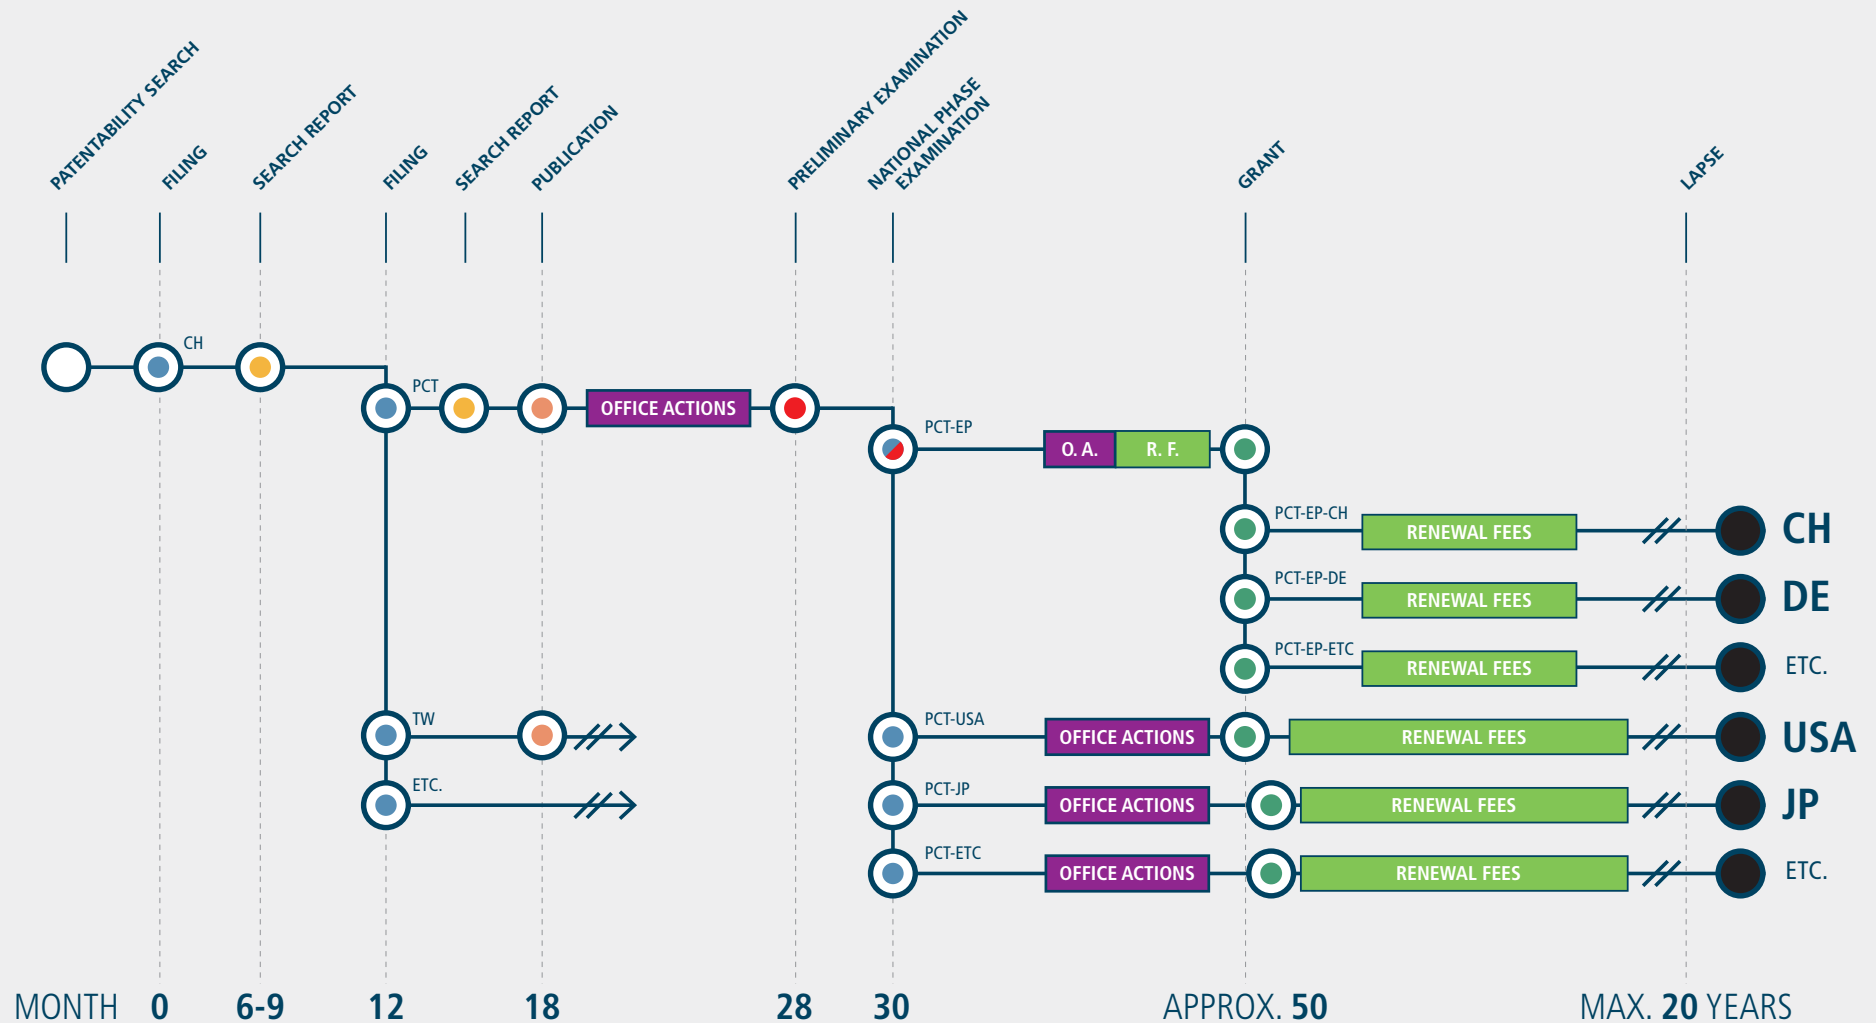 PATENTABILITY SEARCH
FILING
SEARCH REPORT
FILING
SEARCH REPORT
PUBLICATION
PRELIMINARY EXAMINATION
NATIONAL PHASE
EXAMINATION
GRANT
LAPSE
CH
PCT
OFFICE ACTIONS
PCT-EP
O. A.
R. F.
PCT-EP-CH
RENEWAL FEES
CH
PCT-EP-DE
RENEWAL FEES
DE
PCT-EP-ETC
RENEWAL FEES
ETC.
TW
PCT-USA
OFFICE ACTIONS
RENEWAL FEES
USA
ETC.
PCT-JP
OFFICE ACTIONS
RENEWAL FEES
JP
PCT-ETC
OFFICE ACTIONS
RENEWAL FEES
ETC.
MONTH 0 6-9 12 18 28 30 APPROX. 50 MAX. 20 YEARS